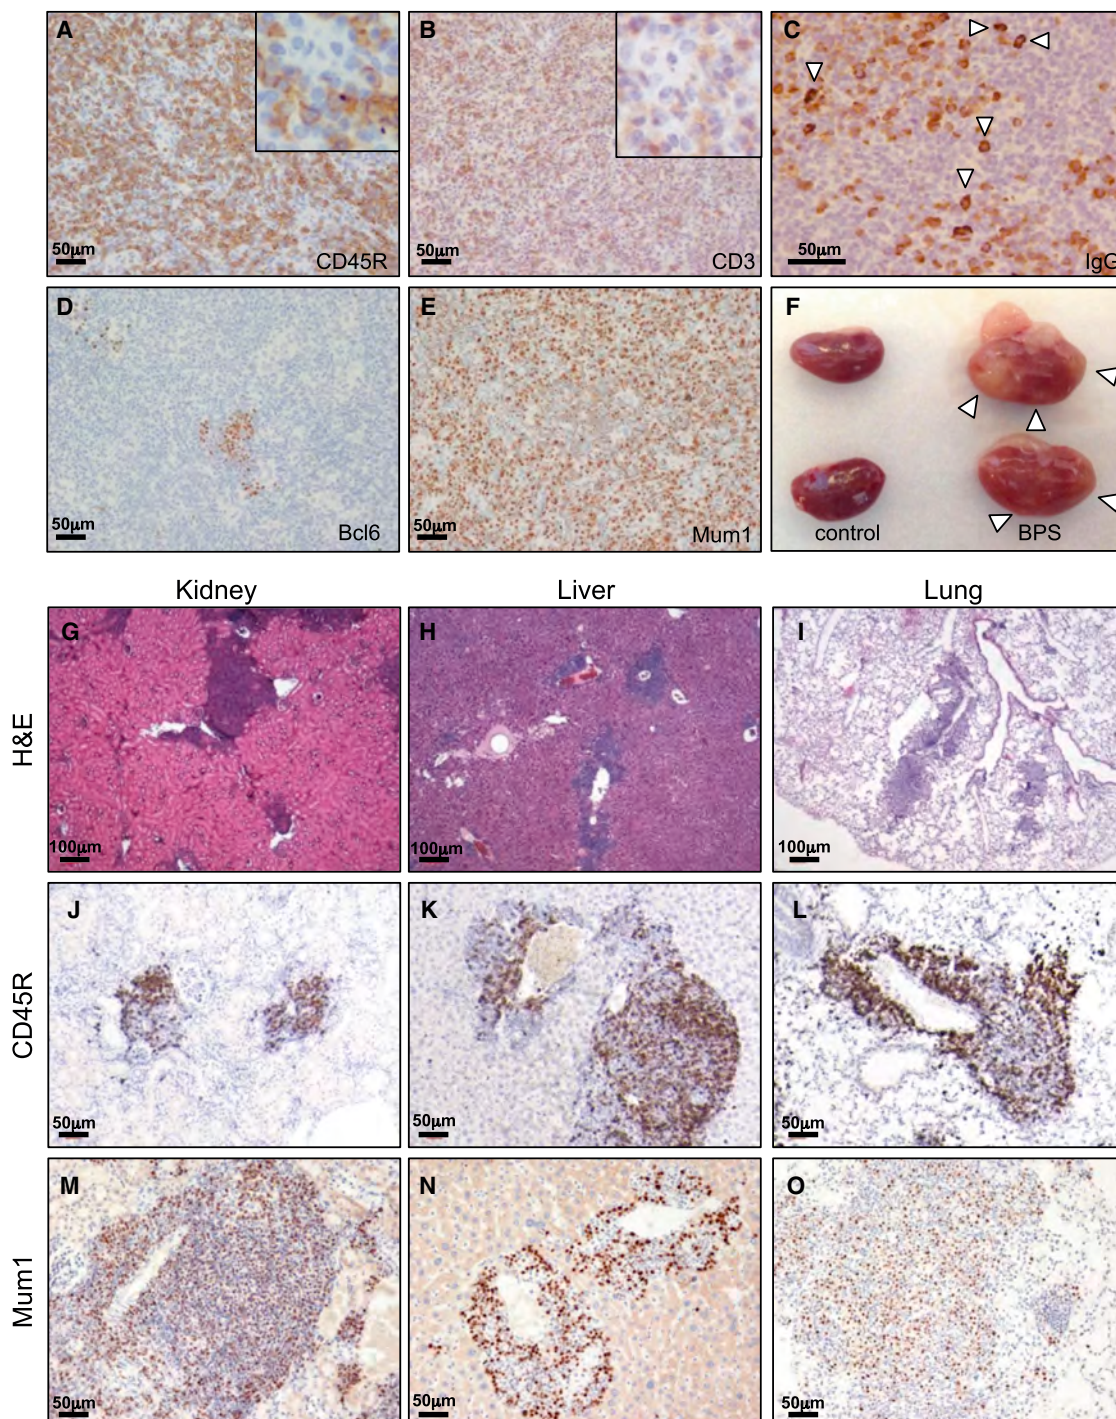 A
50μm
CD45R
B
50μm
CD3
C
50μm
IgG
D
50μm
Bcl6
E
50μm
Mum1
F
control
BPS
Kidney
Liver
Lung
H&E
G
100μm
H
100μm
I
100μm
CD45R
J
50μm
K
50μm
L
50μm
Mum1
M
50μm
N
50μm
O
50μm